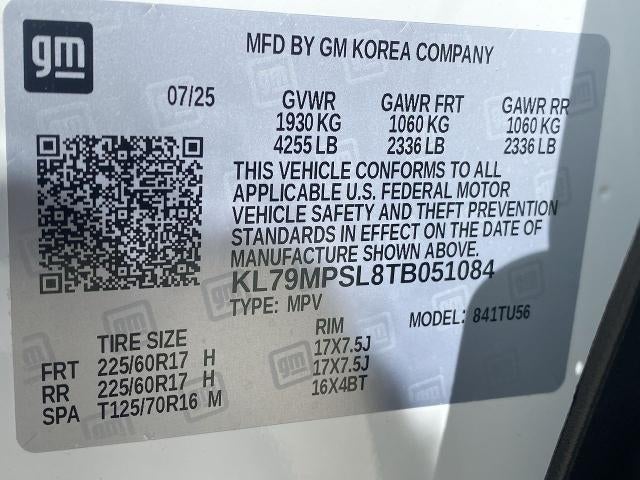 gm
MFD BY GM KOREA COMPANY
07/25 GVWR GAWR FRT GAWR RR
1930 KG 1060 KG 1060 KG
4255 LB 2336 LB 2336 LB
THIS VEHICLE CONFORMS TO ALL
APPLICABLE U.S. FEDERAL MOTOR
VEHICLE SAFETY AND THEFT PREVENTION
STANDARDS IN EFFECT ON THE DATE OF
MANUFACTURE SHOWN ABOVE.
KL79MPSL8TB051084
TYPE: MPV MODEL: 841TU56
TIRE SIZE RIM
FRT 225/60R17 H 17X7.5J
RR 225/60R17 H 17X7.5J
SPA T125/70R16 M 16X4BT